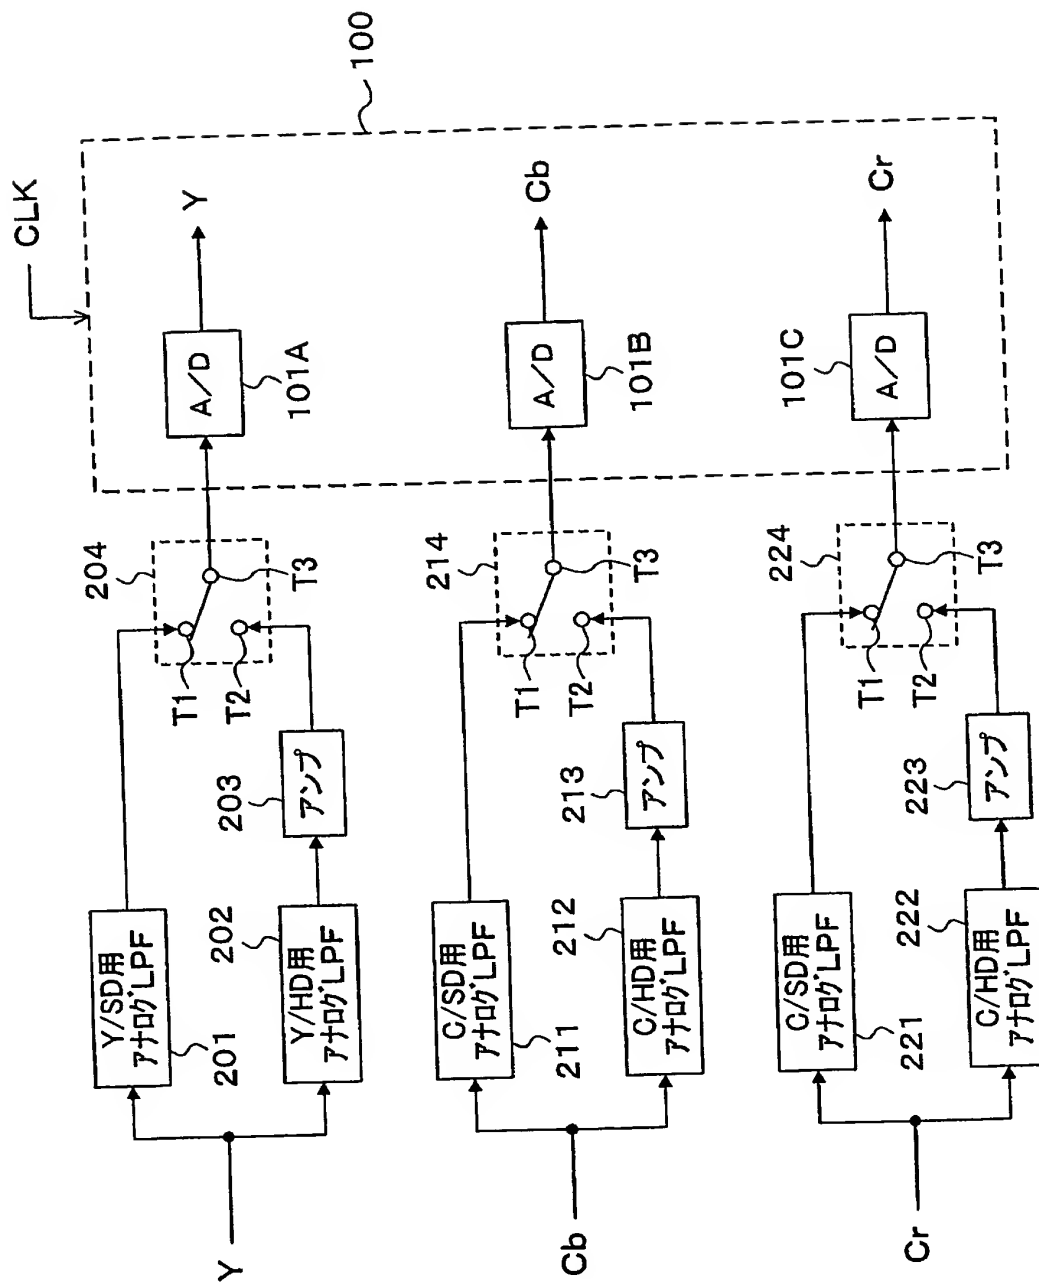 CLK
100
Y
Y/SD用
アナログLPF
201
Y/HD用
アナログLPF
202
アンプ
203
204
T1
T2
T3
A/D
101A
Y
Cb
C/SD用
アナログLPF
211
C/HD用
アナログLPF
212
アンプ
213
214
T1
T2
T3
A/D
101B
Cb
Cr
C/SD用
アナログLPF
221
C/HD用
アナログLPF
222
アンプ
223
224
T1
T2
T3
A/D
101C
Cr